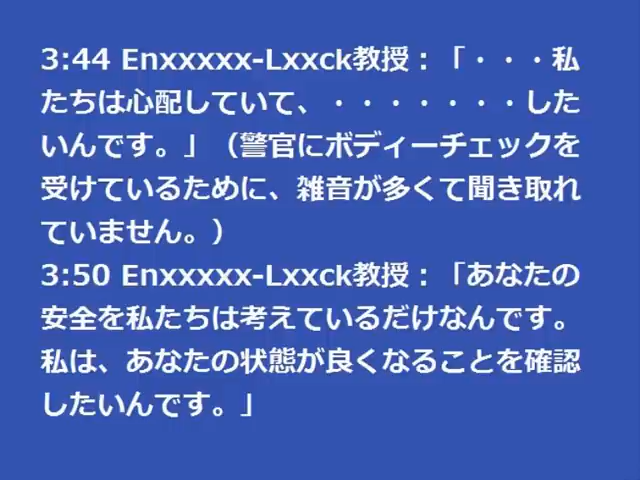 3:44 Enxxxxx-Lxxck教授：「・・・私
たちは心配していて、・・・・・・・した
いんです。」（警官にボディーチェックを
受けているために、雑音が多くて聞き取れ
ていません。）
3:50 Enxxxxx-Lxxck教授：「あなたの
安全を私たちは考えているだけなんです。
私は、あなたの状態が良くなることを確認
したいんです。」